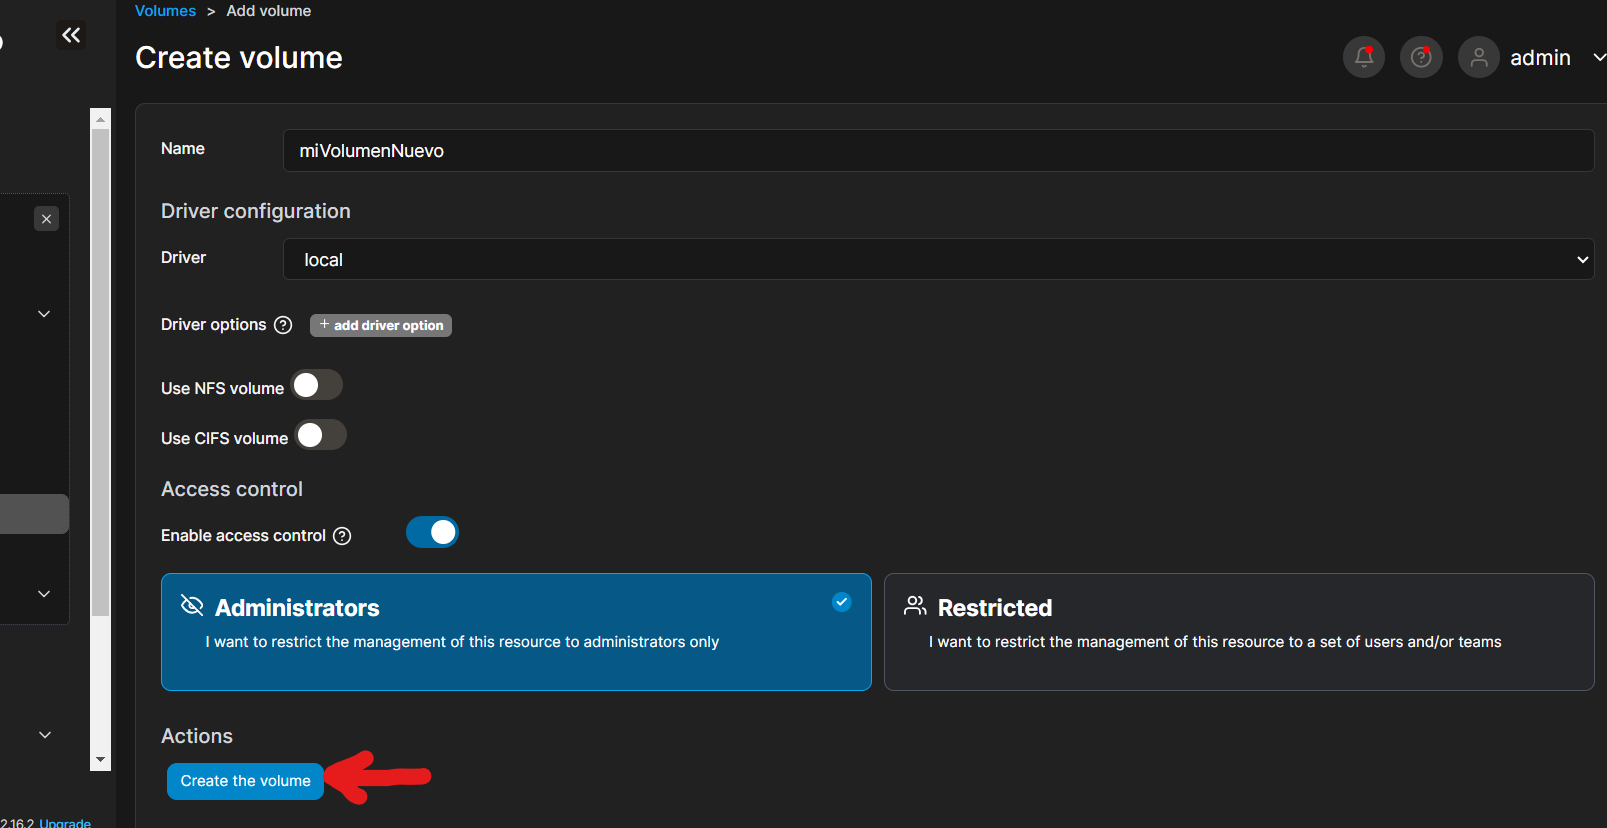 Volumes > Add volume
Create volume
admin
Name
miVolumenNuevo
Driver configuration
Driver
local
Driver options
+ add driver option
Use NFS volume
Use CIFS volume
Access control
Enable access control
Administrators
I want to restrict the management of this resource to administrators only
Restricted
I want to restrict the management of this resource to a set of users and/or teams
Actions
Create the volume
2.16.2 Upgrade